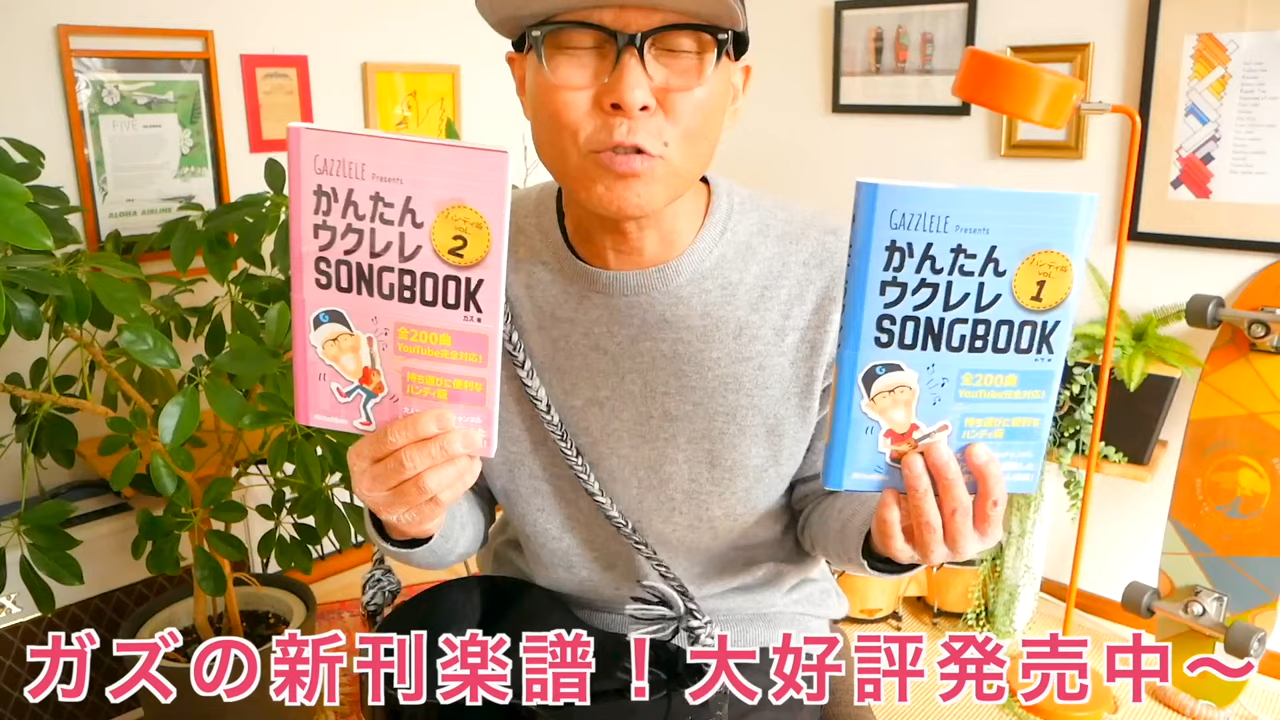 FIVE
ALOHA AIRLINE
GAZZLELE Presents
かんたん
ウクレレ
SONGBOOK
ハンディ版
vol.
2
ガズ 著
全200曲
YouTube完全対応!
持ち運びに便利な
ハンディ版
GAZZLELE Presents
かんたん
ウクレレ
SONGBOOK
ハンディ版
vol.
1
全200曲
YouTube完全対応!
持ち運びに便利な
ハンディ版
ガズの新刊楽譜！大好評発売中〜